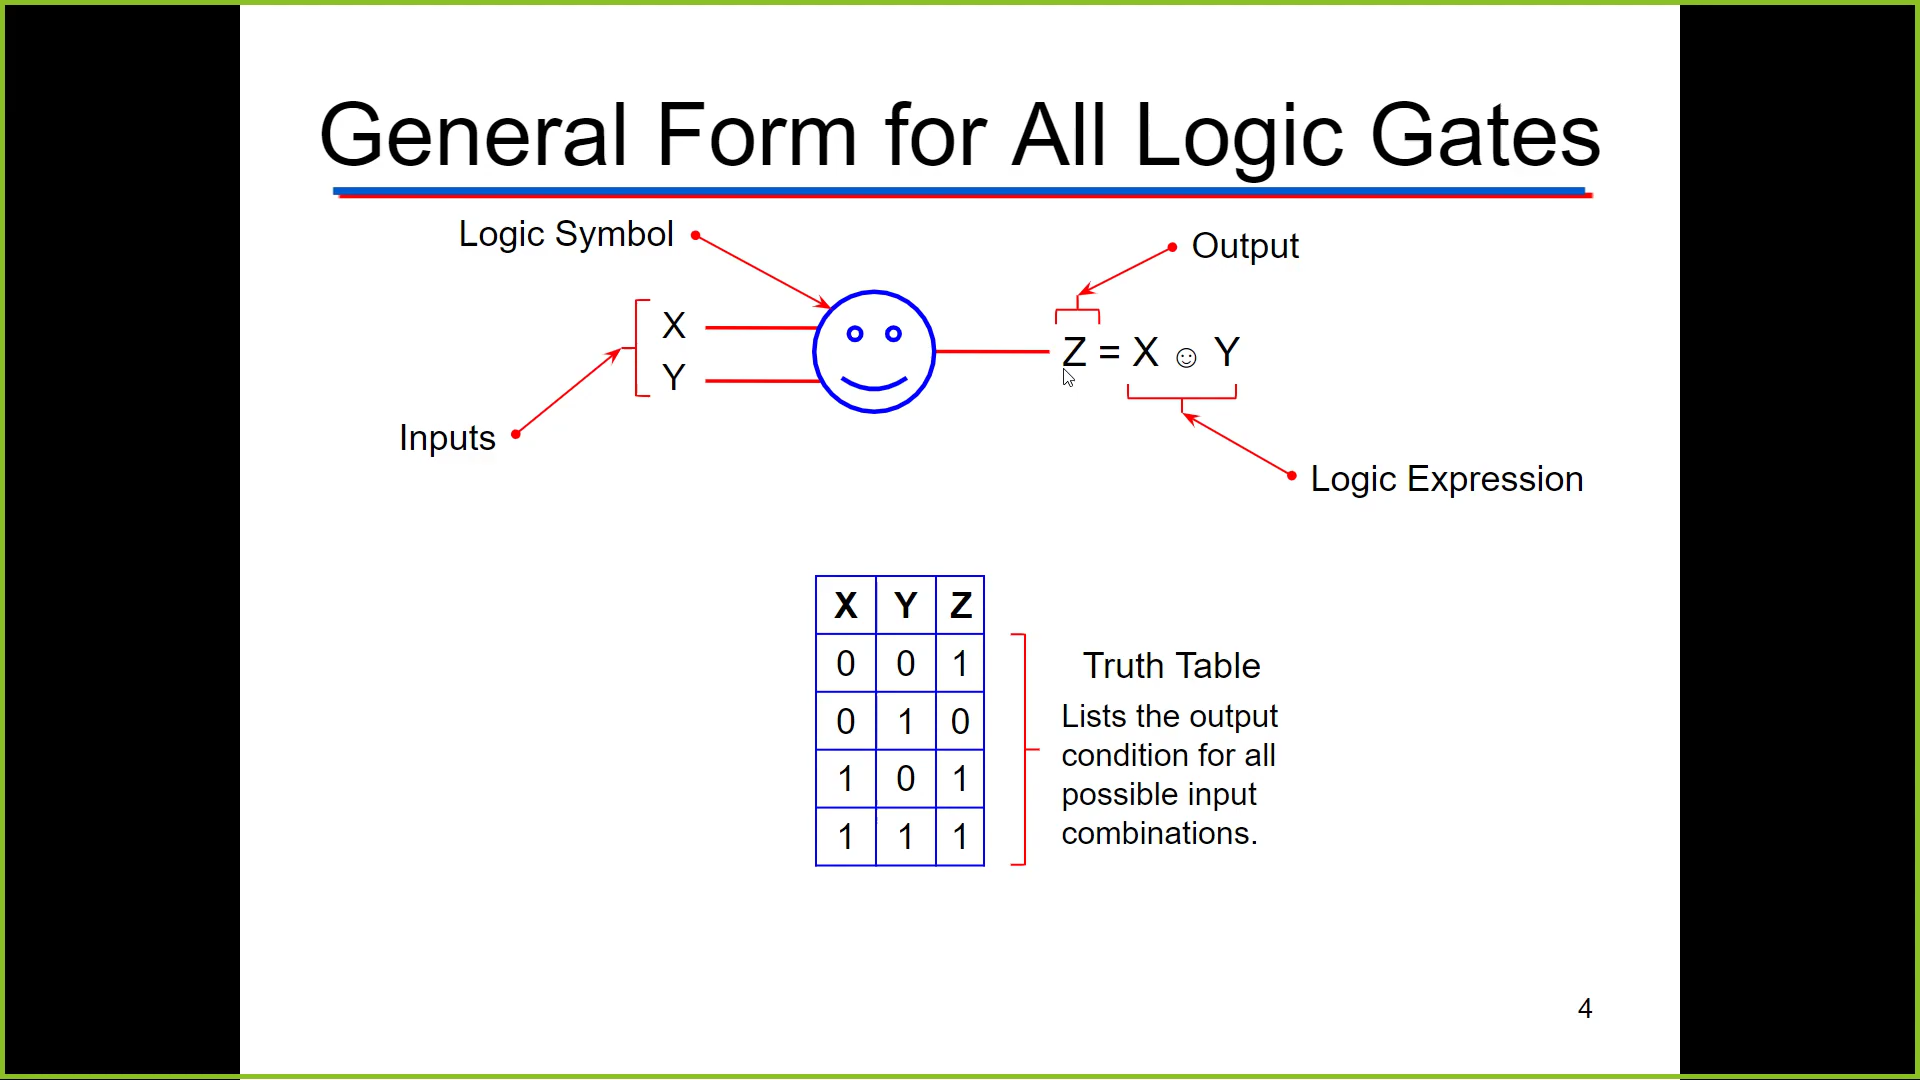 General Form for All Logic Gates
Logic Symbol
Output
X
Y
Z = X ☺ Y
Inputs
Logic Expression
X Y Z
0 0 1
0 1 0
1 0 1
1 1 1
Truth Table
Lists the output
condition for all
possible input
combinations.
4